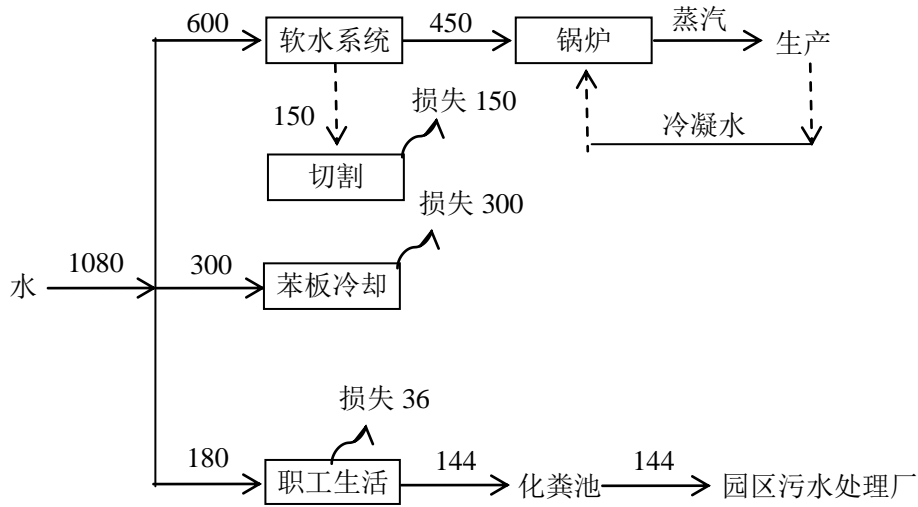 600
软水系统
450
锅炉
蒸汽
生产
150
损失 150
冷凝水
切割
损失 300
水
1080
300
苯板冷却
损失 36
180
职工生活
144
化粪池
144
园区污水处理厂